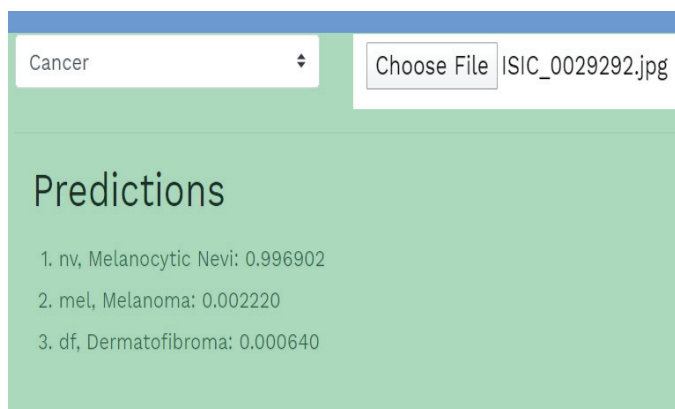 Cancer
Choose File ISIC_0029292.jpg
Predictions
1. nv, Melanocytic Nevi: 0.996902
2. mel, Melanoma: 0.002220
3. df, Dermatofibroma: 0.000640